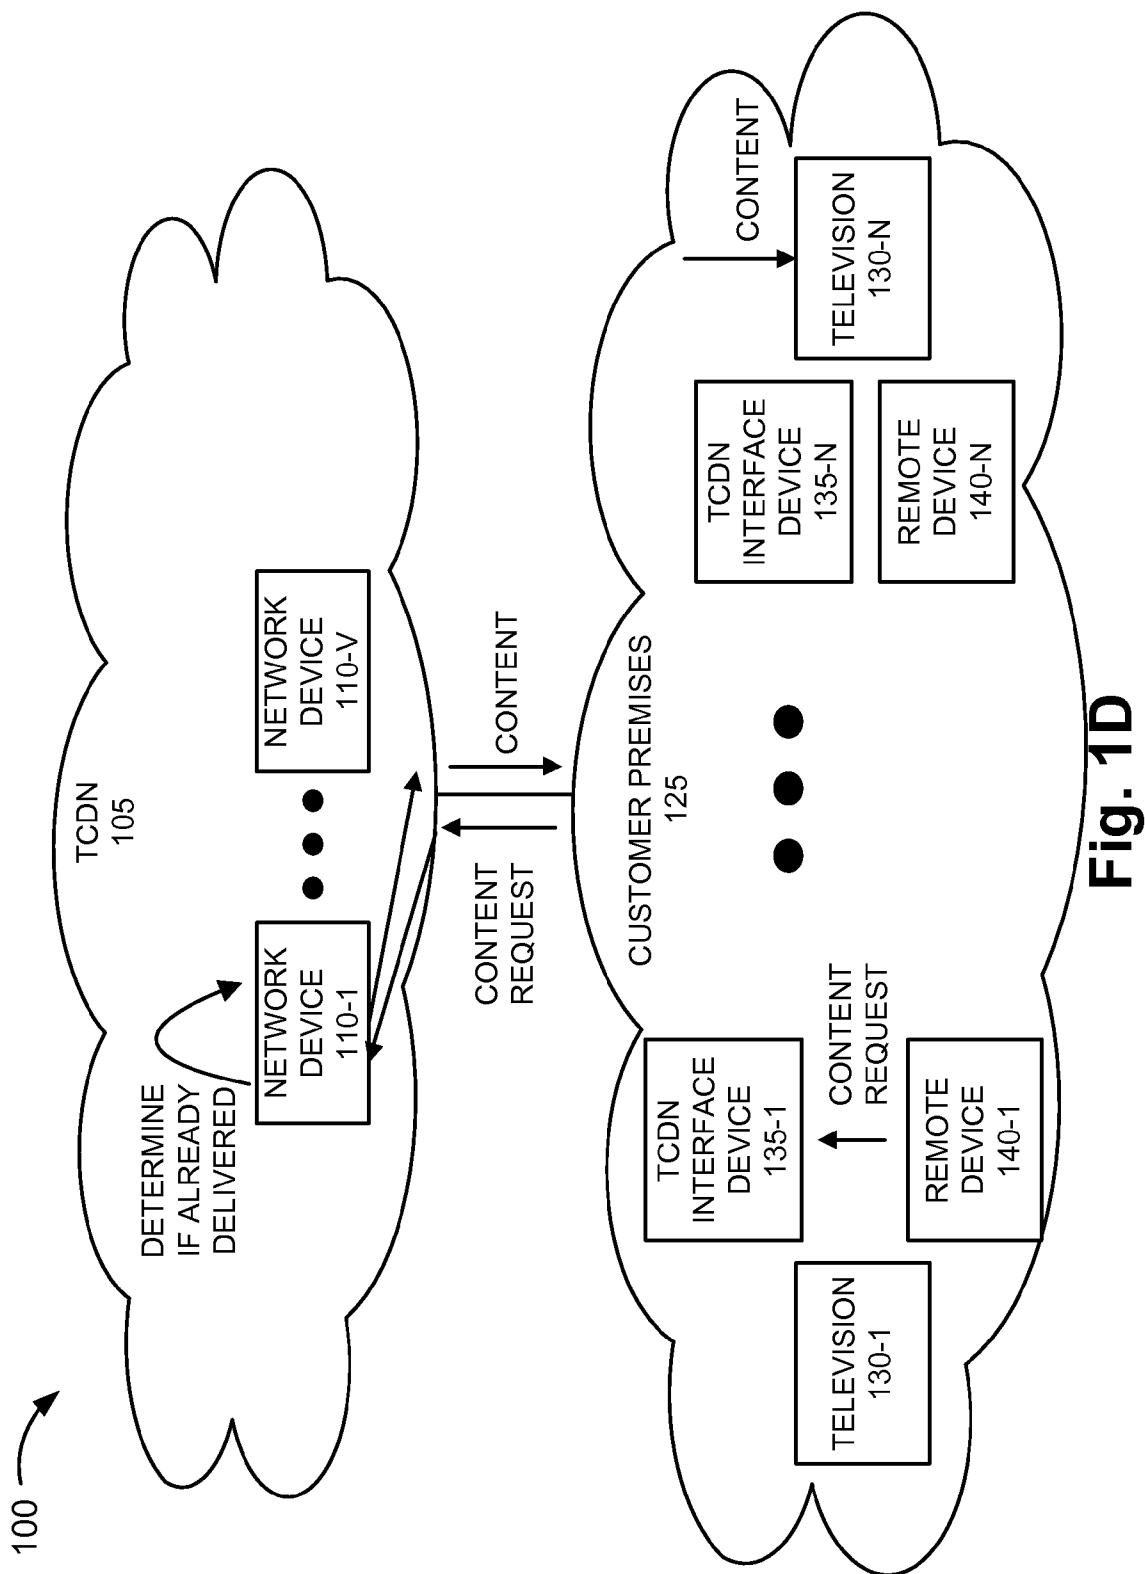 100
TCDN
105
DETERMINE
IF ALREADY
DELIVERED
NETWORK
DEVICE
110-1
NETWORK
DEVICE
110-V
CONTENT
REQUEST
CONTENT
CUSTOMER PREMISES
125
TELEVISION
130-1
TCDN
INTERFACE
DEVICE
135-1
CONTENT
REQUEST
REMOTE
DEVICE
140-1
TCDN
INTERFACE
DEVICE
135-N
REMOTE
DEVICE
140-N
CONTENT
TELEVISION
130-N
Fig. 1D